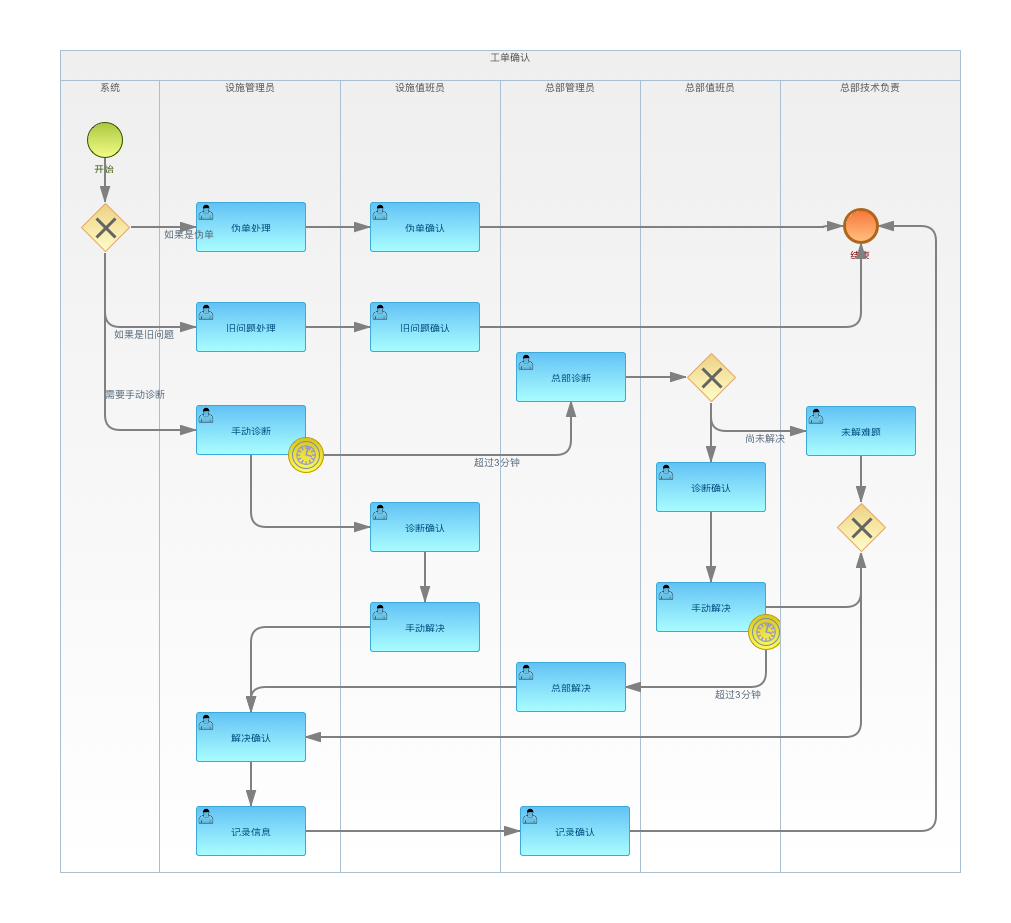 工单确认
系统
设施管理员
设施值班员
总部管理员
总部值班员
总部技术负责
开始
如果是伪单
伪单处理
伪单确认
结束
如果是旧问题
旧问题处理
旧问题确认
总部诊断
需要手动诊断
手动诊断
超过3分钟
尚未解决
未解难题
诊断确认
诊断确认
手动解决
手动解决
总部解决
超过3分钟
解决确认
记录信息
记录确认